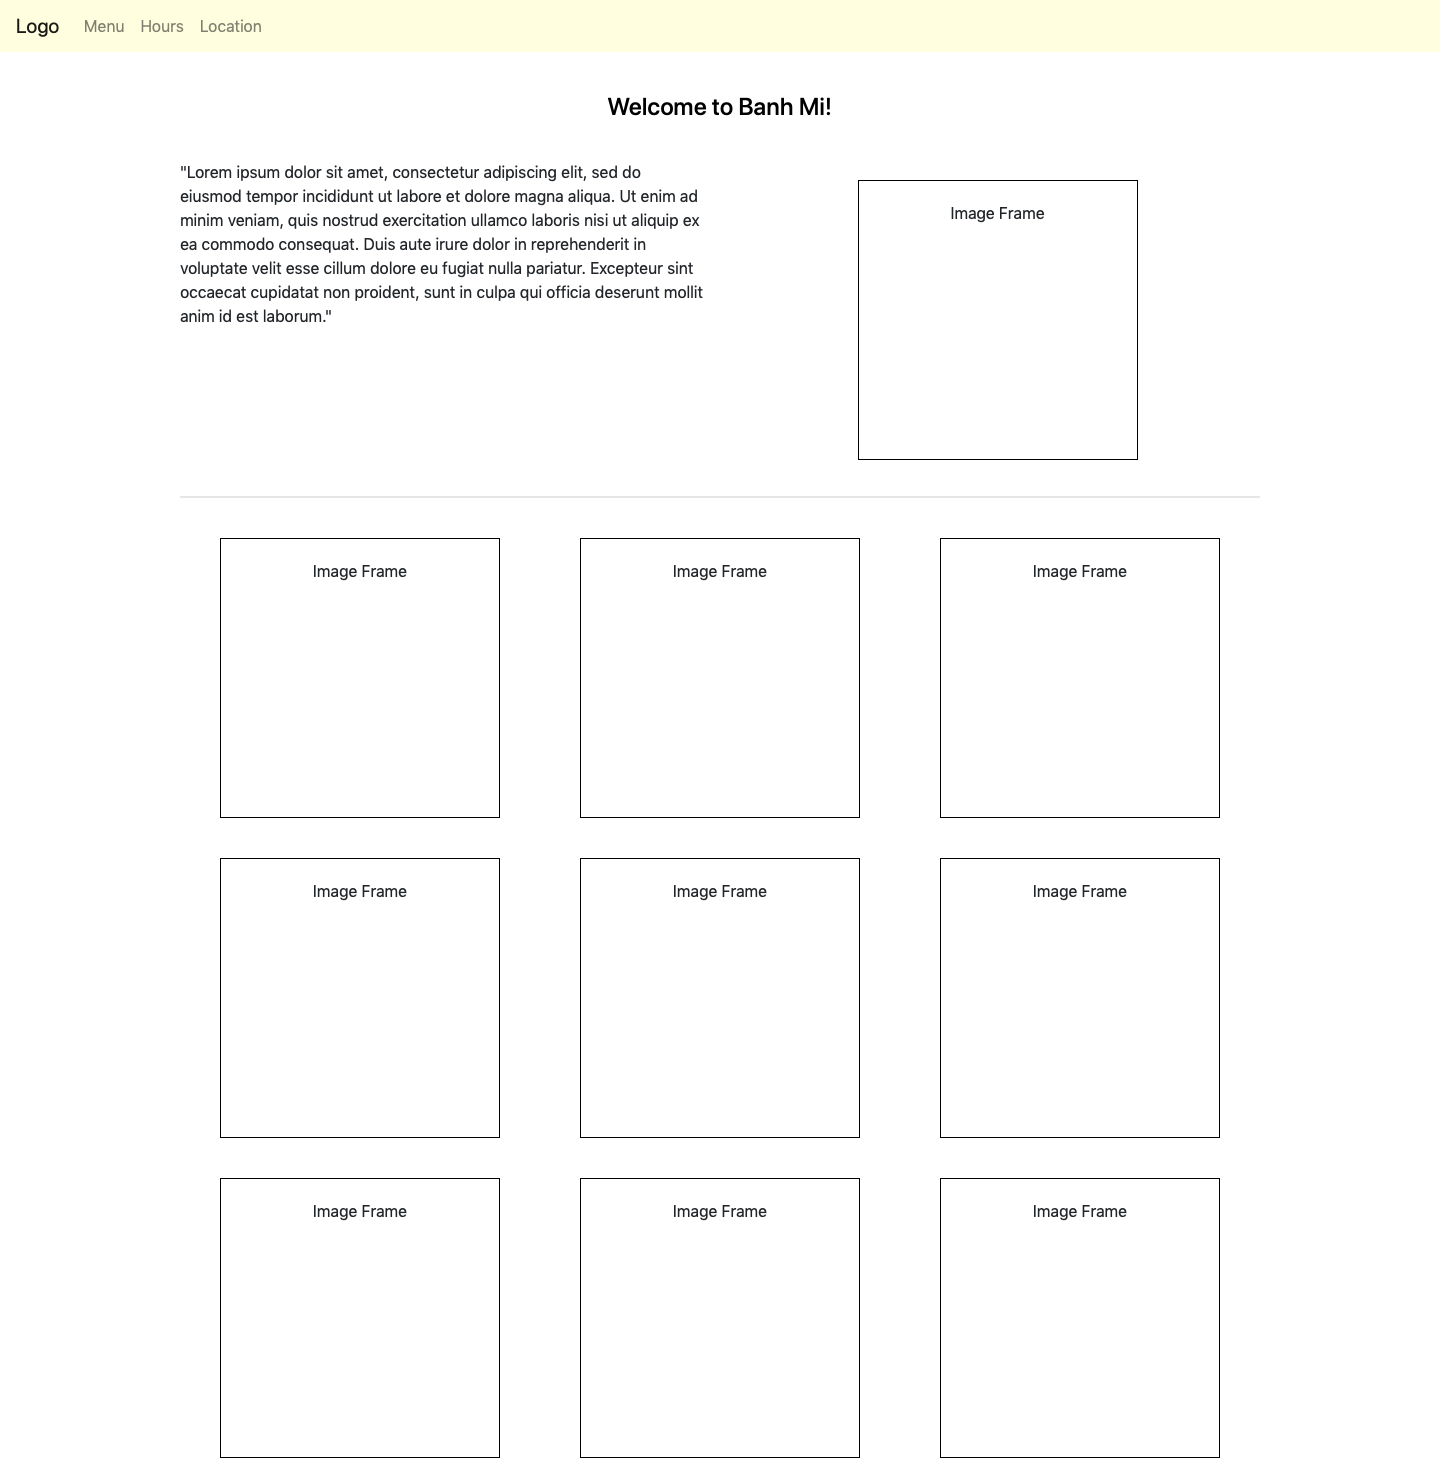 Logo Menu Hours Location
Welcome to Banh Mi!
"Lorem ipsum dolor sit amet, consectetur adipiscing elit, sed do
eiusmod tempor incididunt ut labore et dolore magna aliqua. Ut enim ad
minim veniam, quis nostrud exercitation ullamco laboris nisi ut aliquip ex
ea commodo consequat. Duis aute irure dolor in reprehenderit in
voluptate velit esse cillum dolore eu fugiat nulla pariatur. Excepteur sint
occaecat cupidatat non proident, sunt in culpa qui officia deserunt mollit
anim id est laborum."
Image Frame
Image Frame Image Frame Image Frame
Image Frame Image Frame Image Frame
Image Frame Image Frame Image Frame